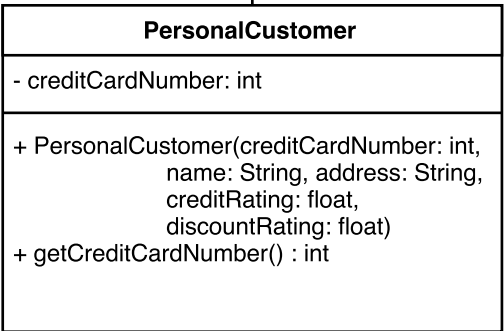 PersonalCustomer
- creditCardNumber: int
+ PersonalCustomer(creditCardNumber: int,
name: String, address: String,
creditRating: float,
discountRating: float)
+ getCreditCardNumber() : int